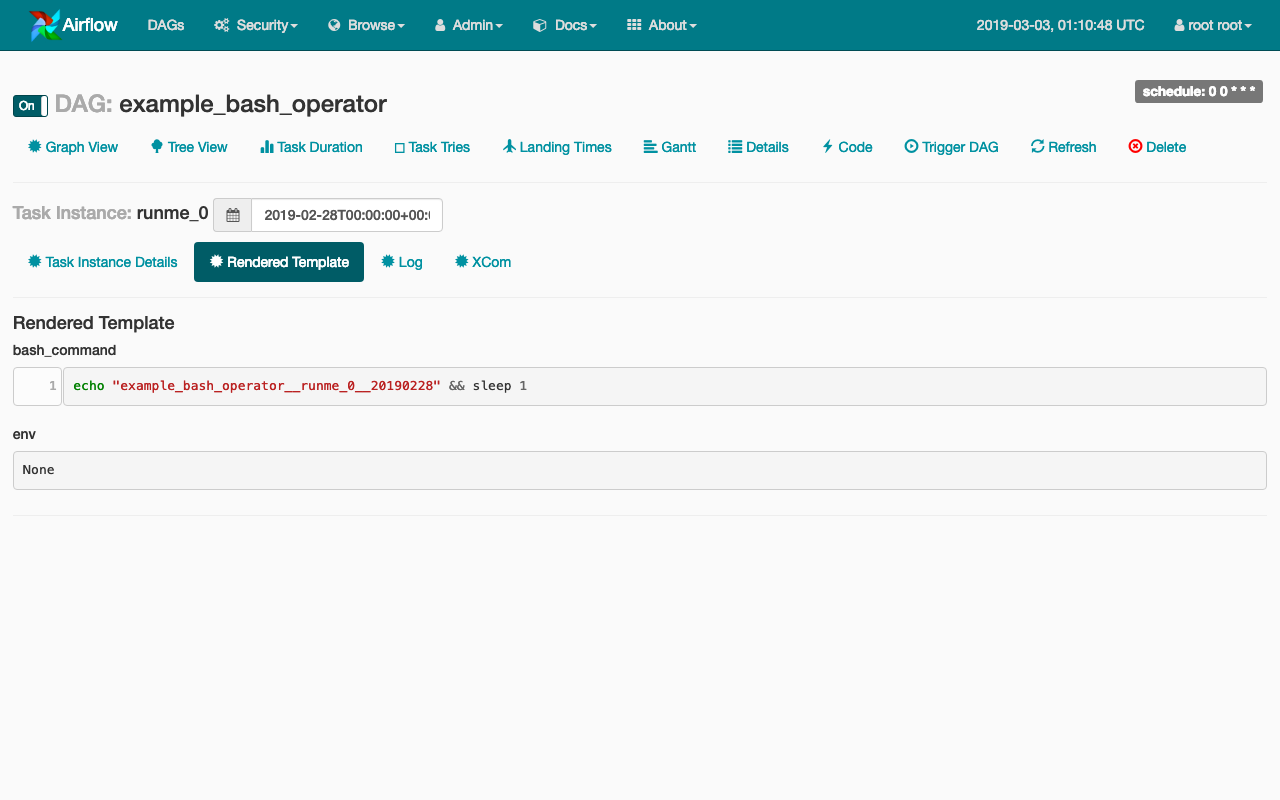 Airflow DAGs Security Browse Admin Docs About 2019-03-03, 01:10:48 UTC root root
schedule: 0 0 * * *
On DAG: example_bash_operator
Graph View Tree View Task Duration Task Tries Landing Times Gantt Details Code Trigger DAG Refresh Delete
Task Instance: runme_0 2019-02-28T00:00:00+00:
Task Instance Details Rendered Template Log XCom
Rendered Template
bash_command
1 echo "example_bash_operator__runme_0__20190228" && sleep 1
env
None